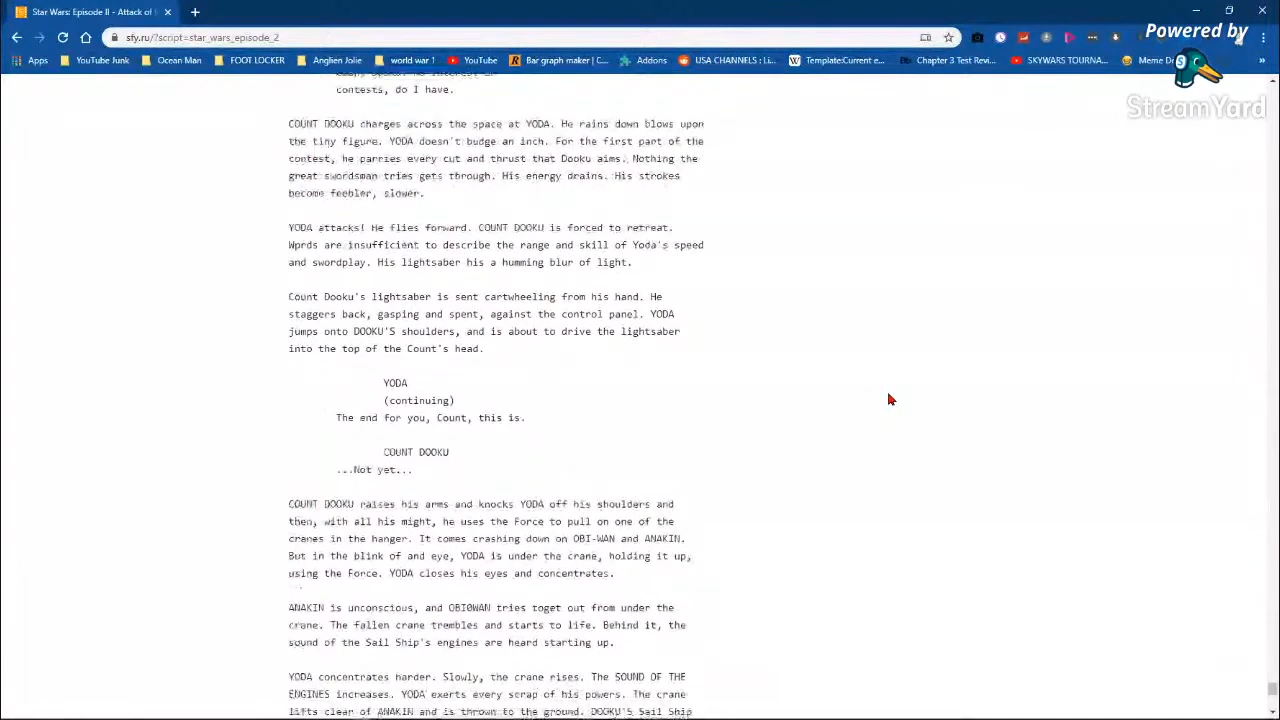 Star Wars: Episode II - Attack of
Powered by
sfy.ru/?script=star_wars_episode_2
Apps
YouTube Junk
Ocean Man
FOOT LOCKER
Anglien Jolie
world war 1
YouTube
Bar graph maker | C...
Addons
USA CHANNELS : Li...
Template:Current e...
Chapter 3 Test Revi...
SKYWARS TOURNA...
Meme De
StreamYard
contests, do I have.
COUNT DOOKU charges across the space at YODA. He rains down blows upon
the tiny figure. YODA doesn't budge an inch. For the first part of the
contest, he parries every cut and thrust that Dooku aims. Nothing the
great swordsman tries gets through. His energy drains. His strokes
become feebler, slower.
YODA attacks! He flies forward. COUNT DOOKU is forced to retreat.
Words are insufficient to describe the range and skill of Yoda's speed
and swordplay. His lightsaber his a humming blur of light.
Count Dooku's lightsaber is sent cartwheeling from his hand. He
staggers back, gasping and spent, against the control panel. YODA
jumps onto DOOKU'S shoulders, and is about to drive the lightsaber
into the top of the Count's head.
YODA
(continuing)
The end for you, Count, this is.
COUNT DOOKU
...Not yet...
COUNT DOOKU raises his arms and knocks YODA off his shoulders and
then, with all his might, he uses the Force to pull on one of the
cranes in the hanger. It comes crashing down on OBI-WAN and ANAKIN.
But in the blink of and eye, YODA is under the crane, holding it up,
using the Force. YODA closes his eyes and concentrates.
ANAKIN is unconscious, and OBI0WAN tries toget out from under the
crane. The fallen crane trembles and starts to life. Behind it, the
sound of the Sail Ship's engines are heard starting up.
YODA concentrates harder. Slowly, the crane rises. The SOUND OF THE
ENGINES increases. YODA exerts every scrap of his powers. The crane
lifts clear of ANAKIN and is thrown to the ground. DOOKU'S Sail Ship